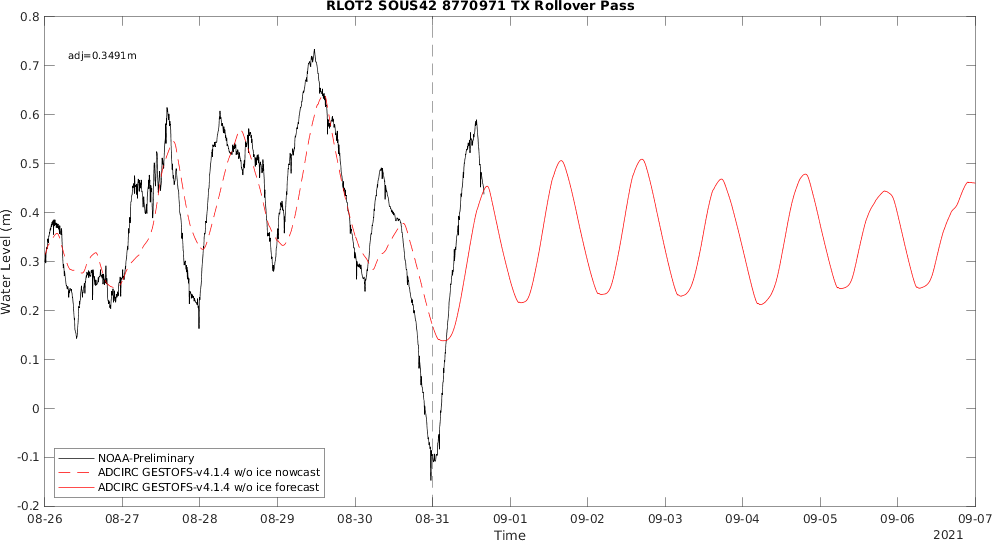 RLOT2 SOUS42 8770971 TX Rollover Pass
adj=0.3491m
0.8
0.7
0.6
0.5
0.4
0.3
0.2
0.1
0
-0.1
-0.2
Water Level (m)
NOAA-Preliminary
ADCIRC GESTOFS-v4.1.4 w/o ice nowcast
ADCIRC GESTOFS-v4.1.4 w/o ice forecast
08-26 08-27 08-28 08-29 08-30 08-31 09-01 09-02 09-03 09-04 09-05 09-06 09-07
Time
2021